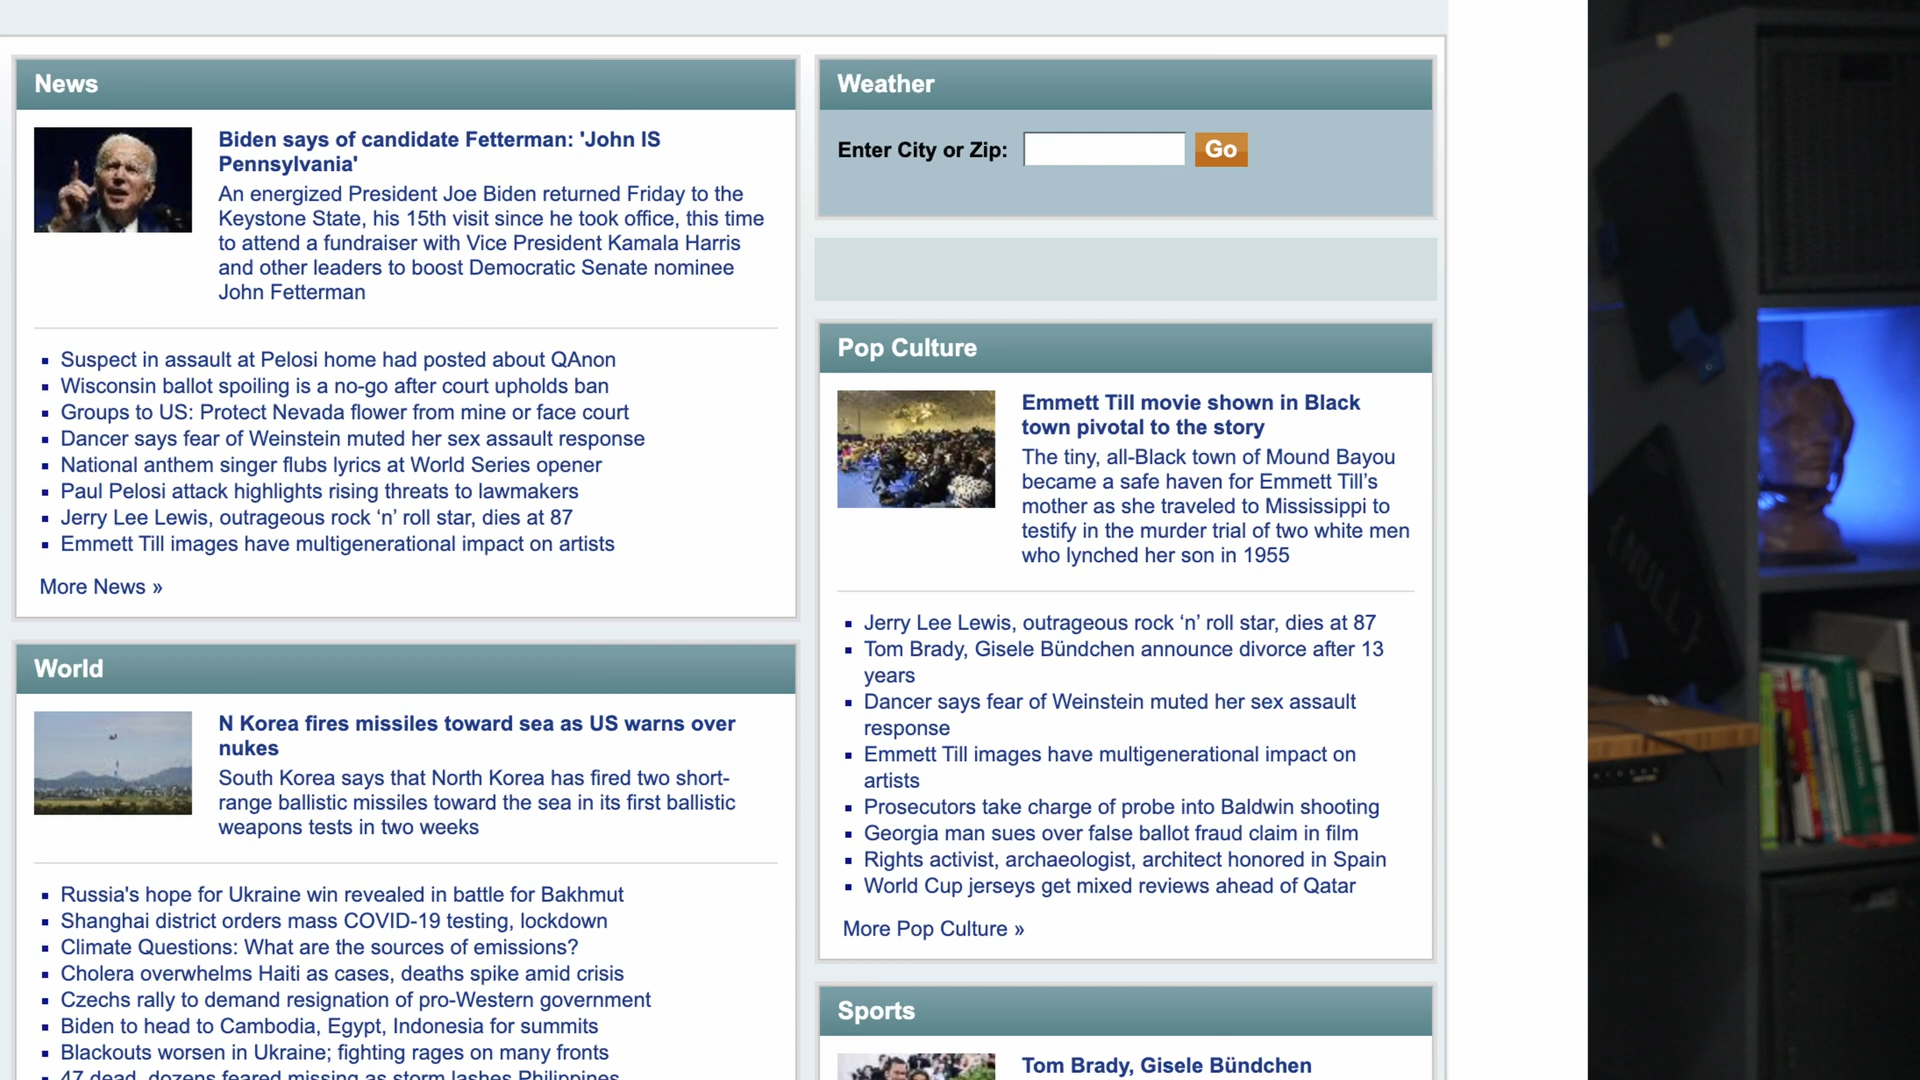 News
Biden says of candidate Fetterman: 'John IS
Pennsylvania'
An energized President Joe Biden returned Friday to the
Keystone State, his 15th visit since he took office, this time
to attend a fundraiser with Vice President Kamala Harris
and other leaders to boost Democratic Senate nominee
John Fetterman
Suspect in assault at Pelosi home had posted about QAnon
Wisconsin ballot spoiling is a no-go after court upholds ban
Groups to US: Protect Nevada flower from mine or face court
Dancer says fear of Weinstein muted her sex assault response
National anthem singer flubs lyrics at World Series opener
Paul Pelosi attack highlights rising threats to lawmakers
Jerry Lee Lewis, outrageous rock ‘n’ roll star, dies at 87
Emmett Till images have multigenerational impact on artists
More News »
World
N Korea fires missiles toward sea as US warns over
nukes
South Korea says that North Korea has fired two short-
range ballistic missiles toward the sea in its first ballistic
weapons tests in two weeks
Russia's hope for Ukraine win revealed in battle for Bakhmut
Shanghai district orders mass COVID-19 testing, lockdown
Climate Questions: What are the sources of emissions?
Cholera overwhelms Haiti as cases, deaths spike amid crisis
Czechs rally to demand resignation of pro-Western government
Biden to head to Cambodia, Egypt, Indonesia for summits
Blackouts worsen in Ukraine; fighting rages on many fronts
47 dead, dozens feared missing as storm lashes Philippines
Weather
Enter City or Zip:
Go
Pop Culture
Emmett Till movie shown in Black
town pivotal to the story
The tiny, all-Black town of Mound Bayou
became a safe haven for Emmett Till’s
mother as she traveled to Mississippi to
testify in the murder trial of two white men
who lynched her son in 1955
Jerry Lee Lewis, outrageous rock ‘n’ roll star, dies at 87
Tom Brady, Gisele Bündchen announce divorce after 13
years
Dancer says fear of Weinstein muted her sex assault
response
Emmett Till images have multigenerational impact on
artists
Prosecutors take charge of probe into Baldwin shooting
Georgia man sues over false ballot fraud claim in film
Rights activist, archaeologist, architect honored in Spain
World Cup jerseys get mixed reviews ahead of Qatar
More Pop Culture »
Sports
Tom Brady, Gisele Bündchen